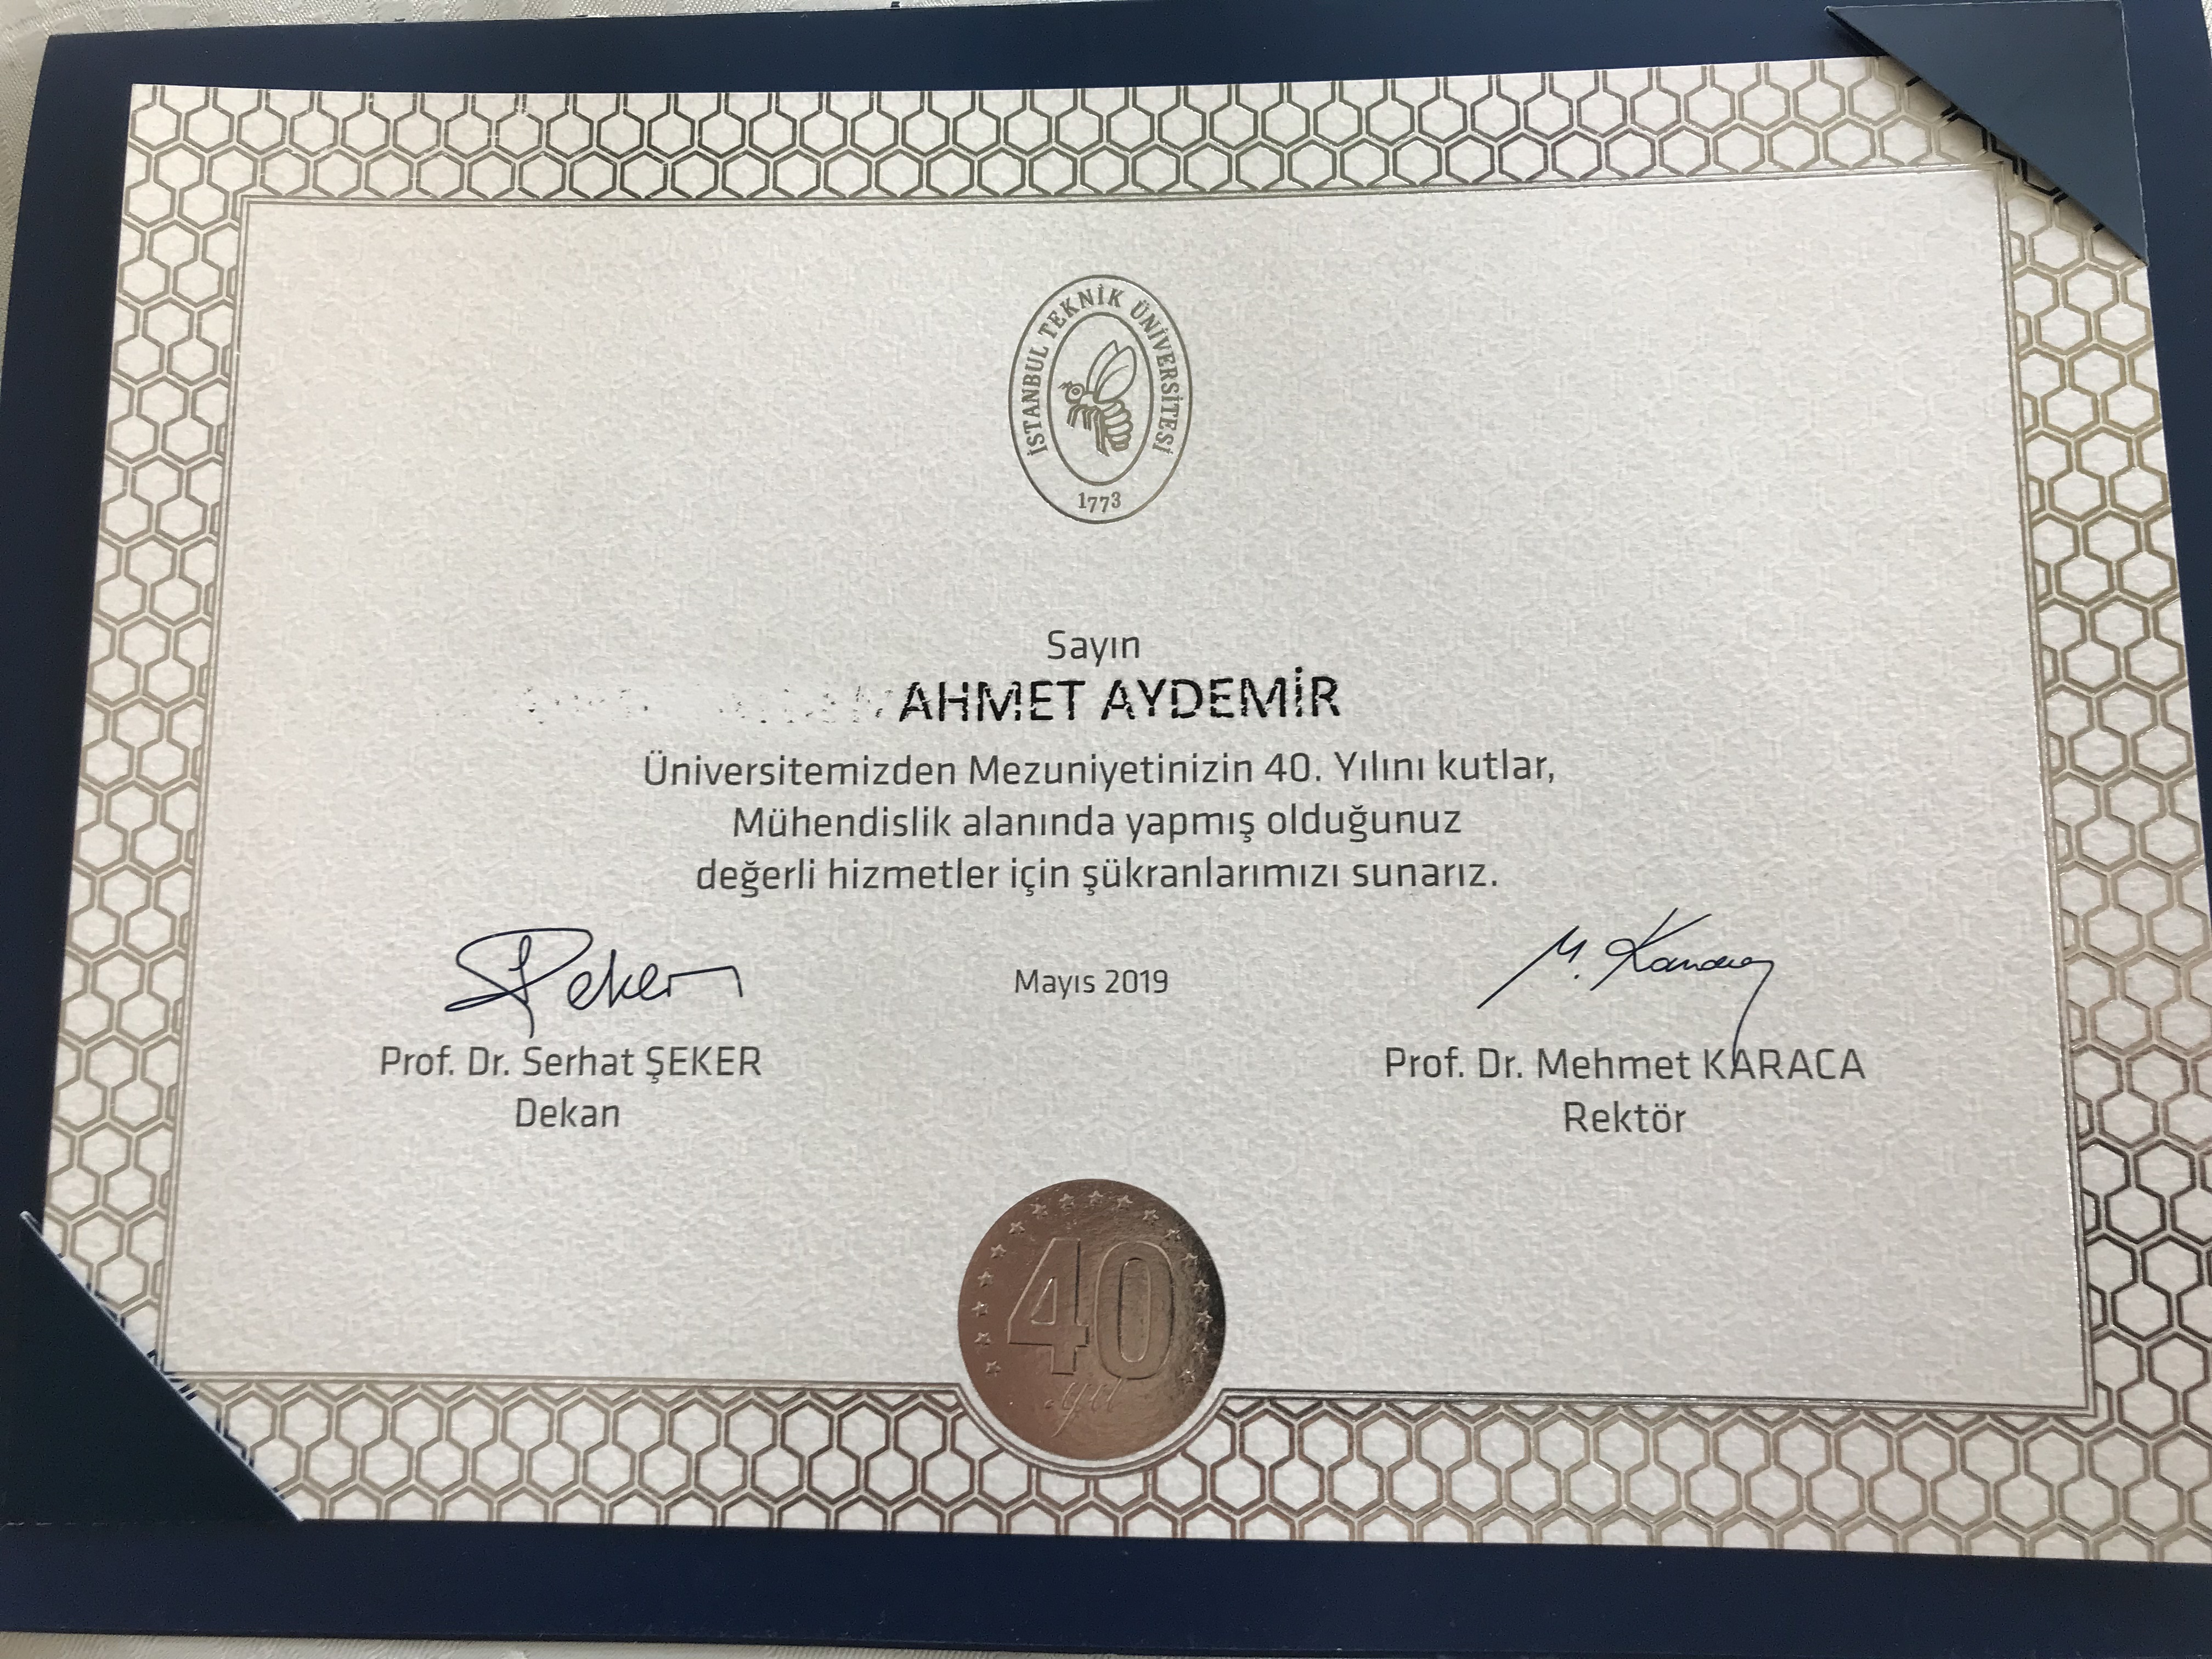 İSTANBUL TEKNİK ÜNİVERSİTESİ
1773
Sayın
AHMET AYDEMİR
Üniversitemizden Mezuniyetinizin 40. Yılını kutlar,
Mühendislik alanında yapmış olduğunuz
değerli hizmetler için şükranlarımızı sunarız.
Mayıs 2019
Prof. Dr. Serhat ŞEKER
Dekan
M. Karaca
Prof. Dr. Mehmet KARACA
Rektör
40
yıl